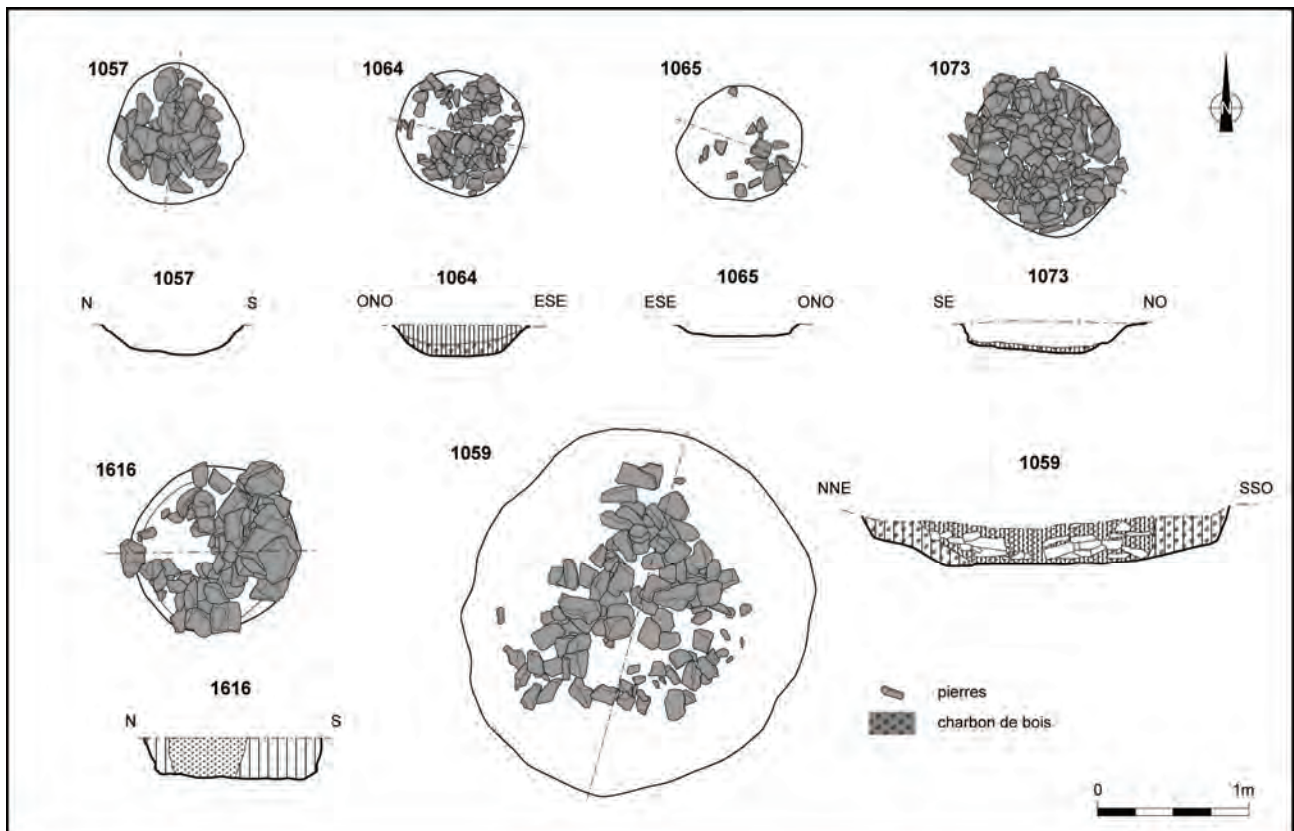 1057
1064
1065
1073
N
1057
N S
1064
ONO ESE
1065
ESE ONO
1073
SE NO
1616
1059
1059
NNE SSO
1616
N S
pierres
charbon de bois
0 1m